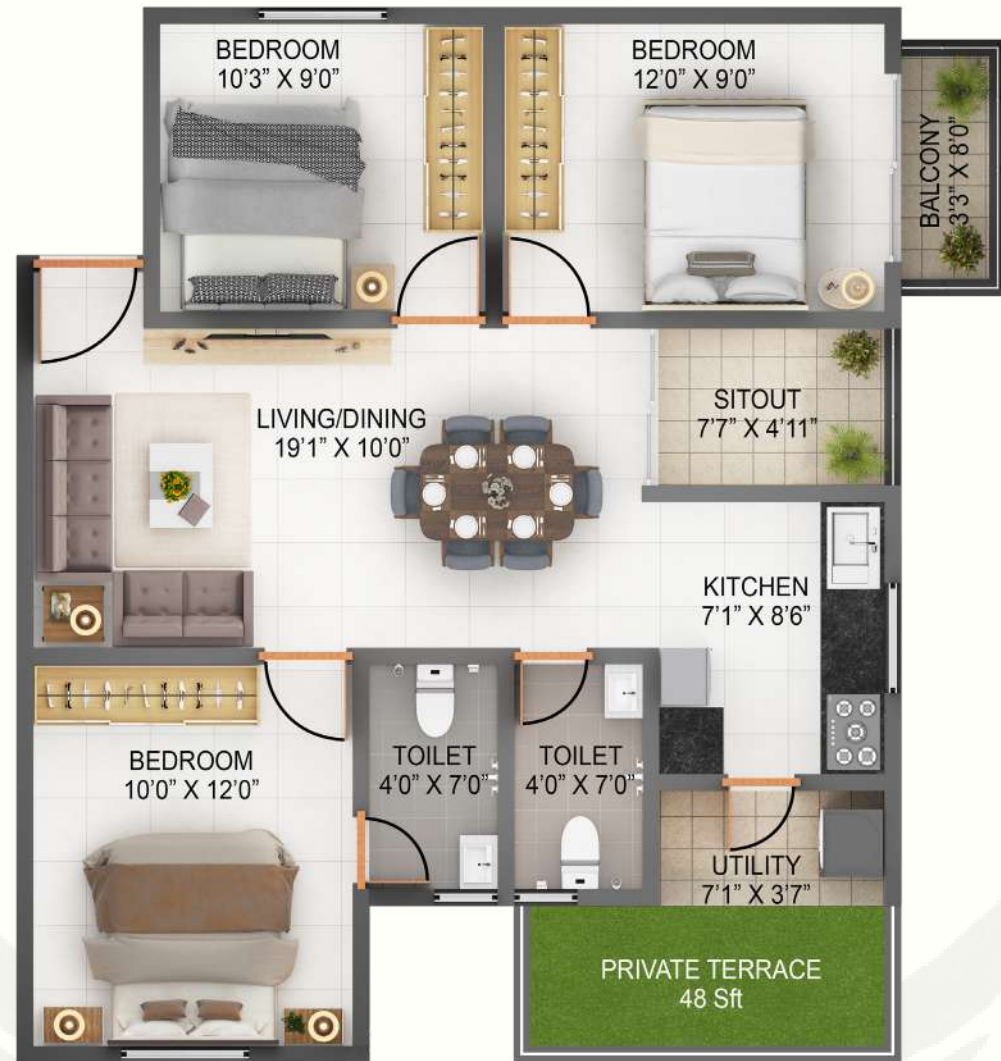 BEDROOM
10'3” X 9'0”
BEDROOM
12'0” X 9'0”
BALCONY
3'3” X 8'0”
LIVING/DINING
19'1” X 10'0”
SITOUT
7'7” X 4'11”
KITCHEN
7'1” X 8'6”
BEDROOM
10'0” X 12'0”
TOILET
4'0” X 7'0”
TOILET
4'0” X 7'0”
UTILITY
7'1” X 3'7”
PRIVATE TERRACE
48 Sft